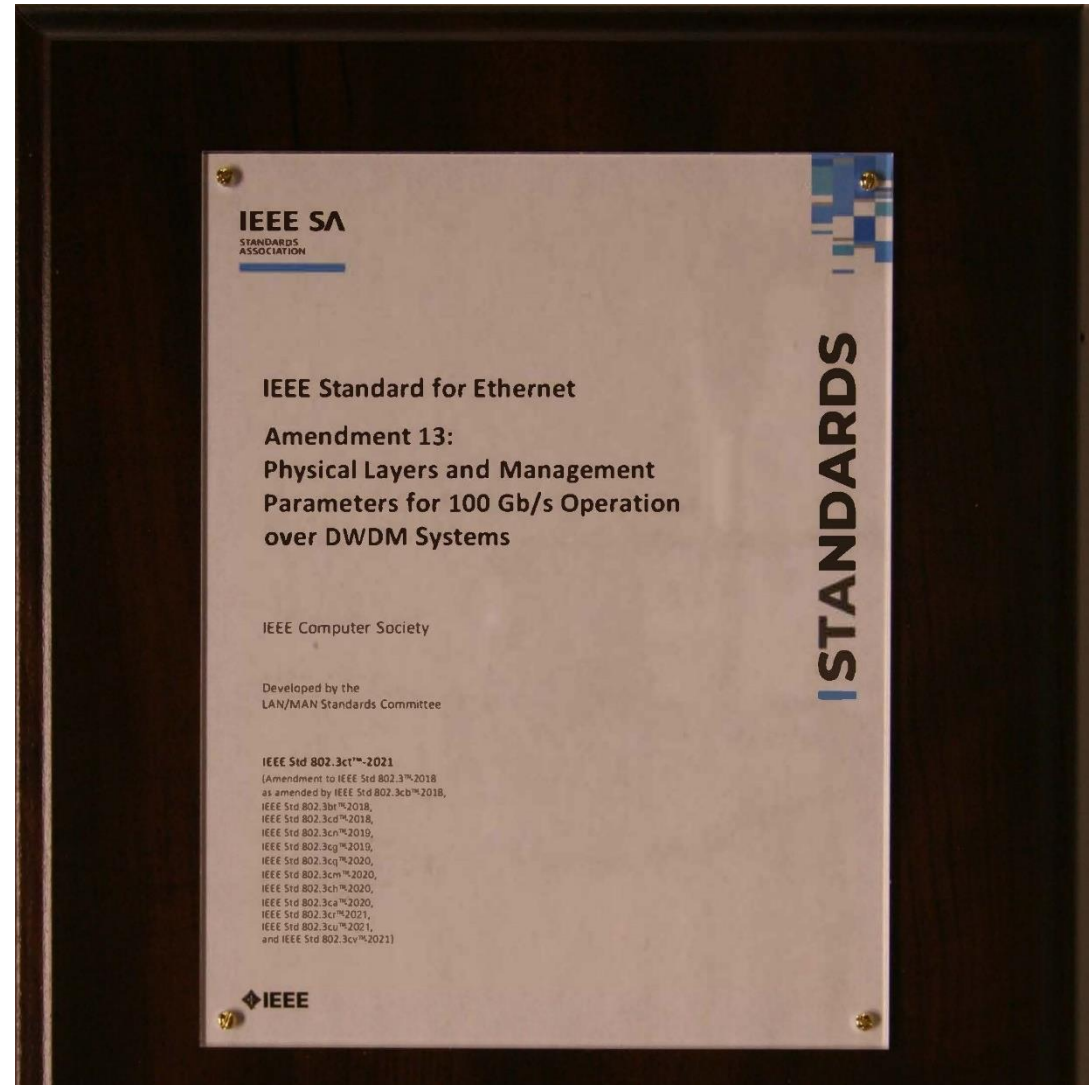 IEEE SA
STANDARDS
ASSOCIATION
STANDARDS
IEEE Standard for Ethernet
Amendment 13:
Physical Layers and Management
Parameters for 100 Gb/s Operation
over DWDM Systems
IEEE Computer Society
Developed by the
LAN/MAN Standards Committee
IEEE Std 802.3ct™-2021
(Amendment to IEEE Std 802.3™-2018
as amended by IEEE Std 802.3cb™-2018,
IEEE Std 802.3bt™-2018,
IEEE Std 802.3cd™-2018,
IEEE Std 802.3cn™-2019,
IEEE Std 802.3cg™-2019,
IEEE Std 802.3cq™-2020,
IEEE Std 802.3cm™-2020,
IEEE Std 802.3ch™-2020,
IEEE Std 802.3ca™-2020,
IEEE Std 802.3cr™-2021,
IEEE Std 802.3cu™-2021,
and IEEE Std 802.3cv™-2021)
IEEE